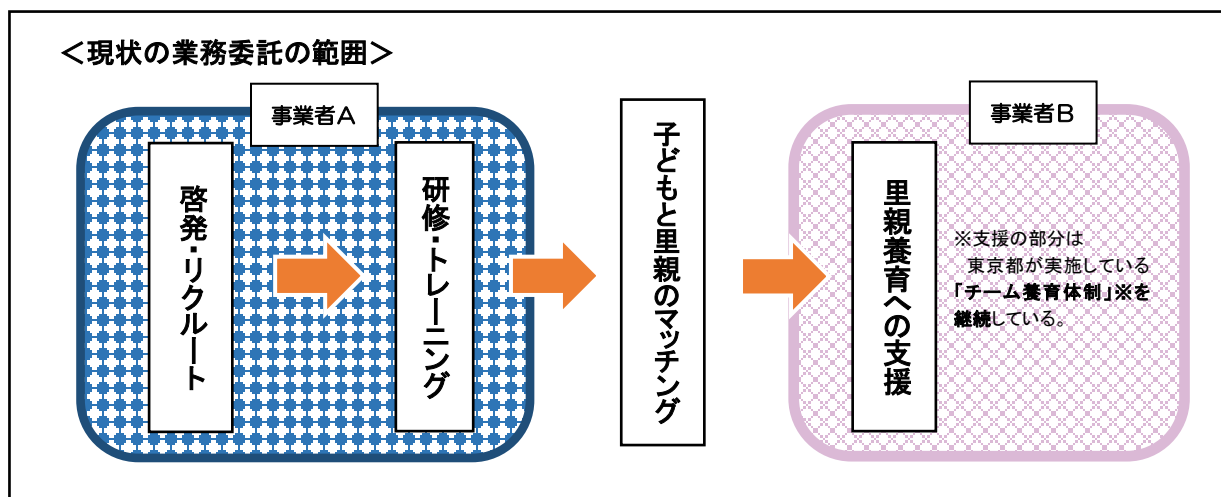 ＜現状の業務委託の範囲＞
事業者A
啓発・リクルート
研修・トレーニング
子どもと里親のマッチング
事業者B
里親養育への支援
※支援の部分は
東京都が実施している
「チーム養育体制」※を
継続している。